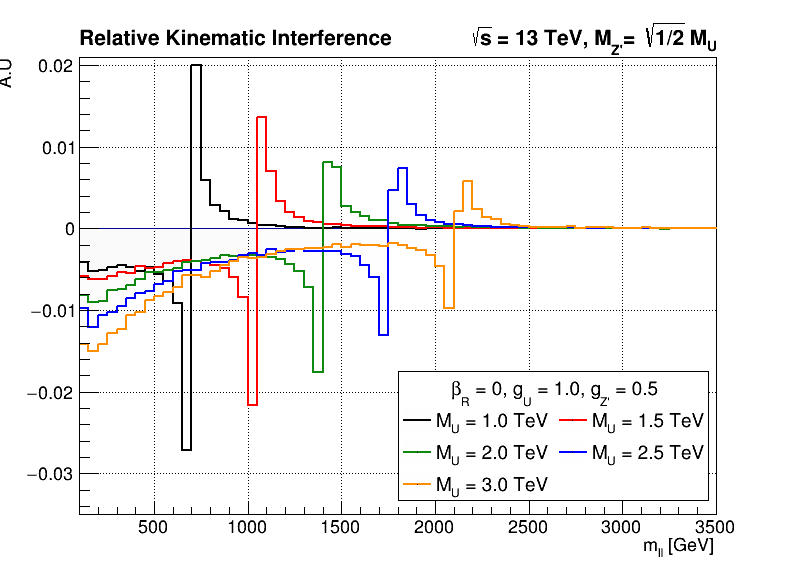 Relative Kinematic Interference
√s = 13 TeV, M_Z'= √1/2 M_U
A.U
0.02
0.01
0
−0.01
−0.02
−0.03
β_R = 0, g_U = 1.0, g_Z' = 0.5
M_U = 1.0 TeV M_U = 1.5 TeV
M_U = 2.0 TeV M_U = 2.5 TeV
M_U = 3.0 TeV
500 1000 1500 2000 2500 3000 3500
m_ll [GeV]